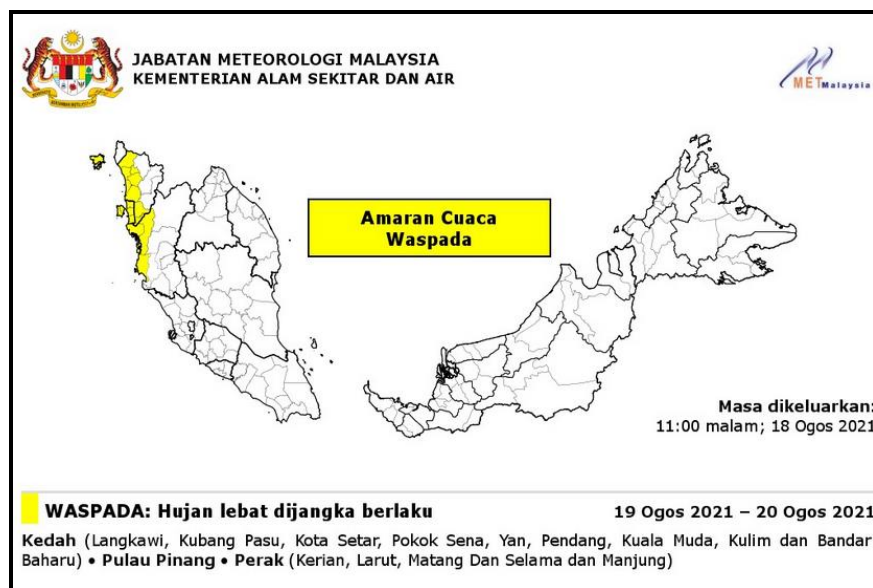 JABATAN METEOROLOGI MALAYSIA
KEMENTERIAN ALAM SEKITAR DAN AIR
METMalaysia
Amaran Cuaca
Waspada
Masa dikeluarkan:
11:00 malam; 18 Ogos 2021
WASPADA: Hujan lebat dijangka berlaku
19 Ogos 2021 – 20 Ogos 2021
Kedah (Langkawi, Kubang Pasu, Kota Setar, Pokok Sena, Yan, Pendang, Kuala Muda, Kulim dan Bandar
Baharu) • Pulau Pinang • Perak (Kerian, Larut, Matang Dan Selama dan Manjung)